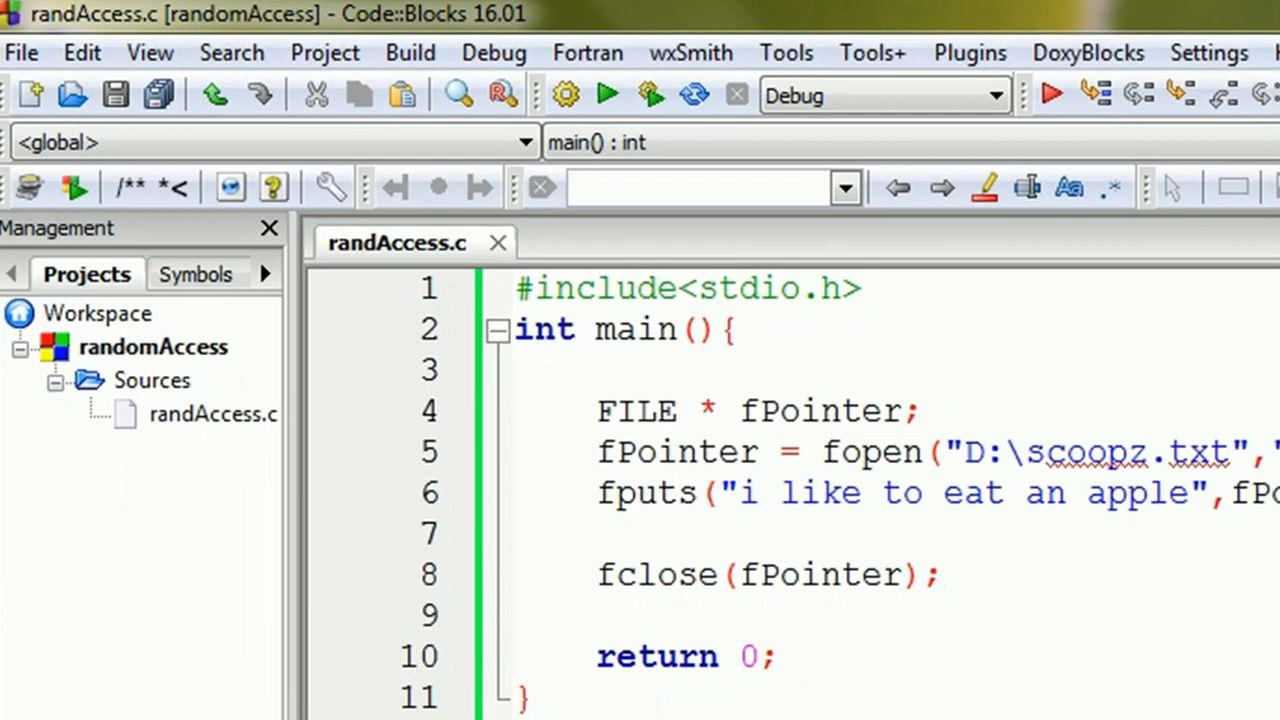 randAccess.c [randomAccess] - Code::Blocks 16.01
File Edit View Search Project Build Debug Fortran wxSmith Tools Tools+ Plugins DoxyBlocks Settings
Debug
<global> main() : int
/** *<
Management
Projects Symbols
Workspace
randomAccess
Sources
randAccess.c
randAccess.c
1 #include<stdio.h>
2 int main(){
3
4 FILE * fPointer;
5 fPointer = fopen("D:\scoopz.txt","
6 fputs("i like to eat an apple",fPo
7
8 fclose(fPointer);
9
10 return 0;
11 }